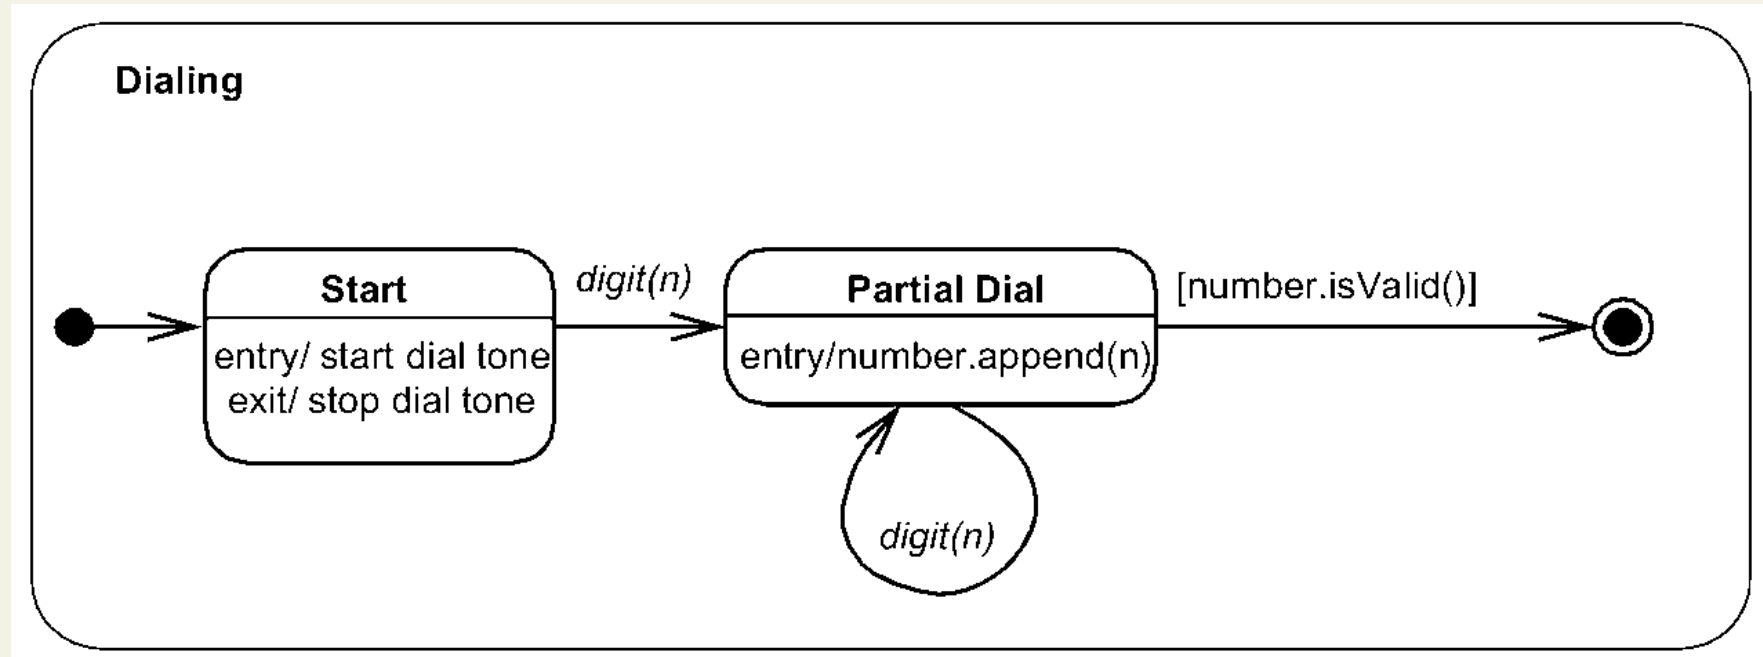 Dialing
Start
entry/ start dial tone
exit/ stop dial tone
digit(n)
Partial Dial
entry/number.append(n)
digit(n)
[number.isValid()]